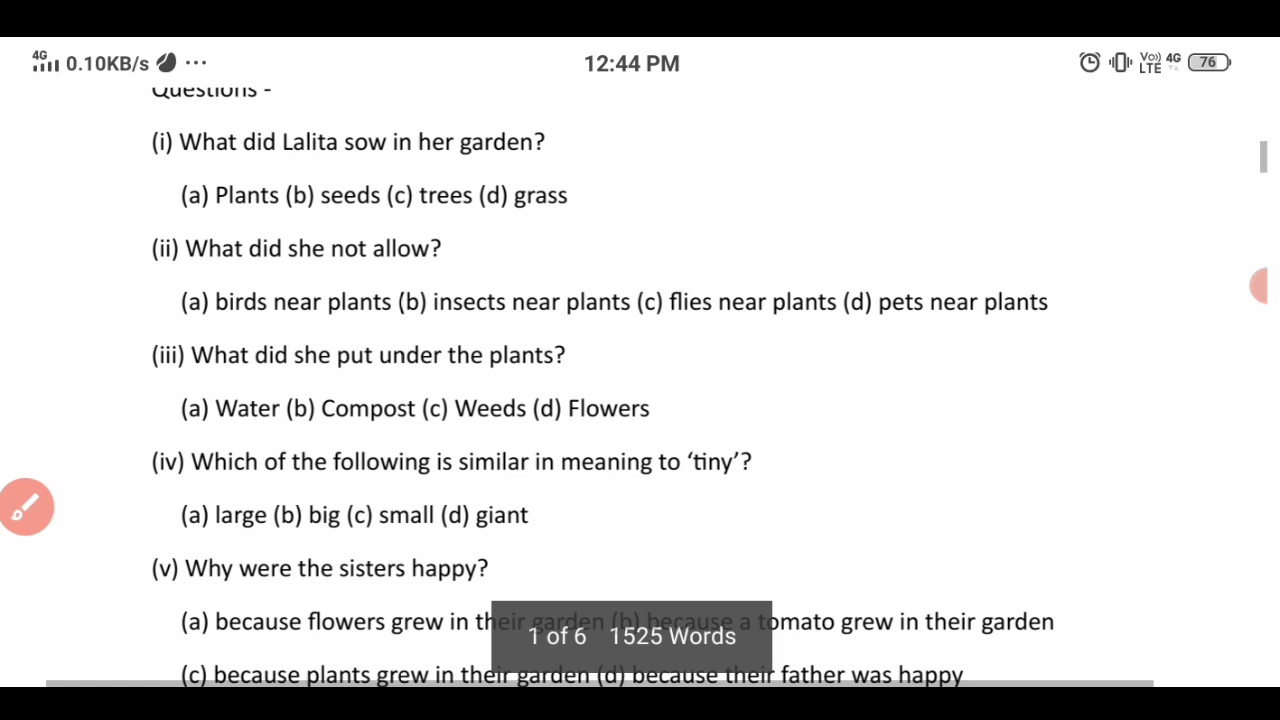 4G 0.10KB/s ... 12:44 PM Vo)) LTE 4G 76
Questions -
(i) What did Lalita sow in her garden?
(a) Plants (b) seeds (c) trees (d) grass
(ii) What did she not allow?
(a) birds near plants (b) insects near plants (c) flies near plants (d) pets near plants
(iii) What did she put under the plants?
(a) Water (b) Compost (c) Weeds (d) Flowers
(iv) Which of the following is similar in meaning to ‘tiny’?
(a) large (b) big (c) small (d) giant
(v) Why were the sisters happy?
(a) because flowers grew in their garden (b) because a tomato grew in their garden
1 of 6 1525 Words
(c) because plants grew in their garden (d) because their father was happy